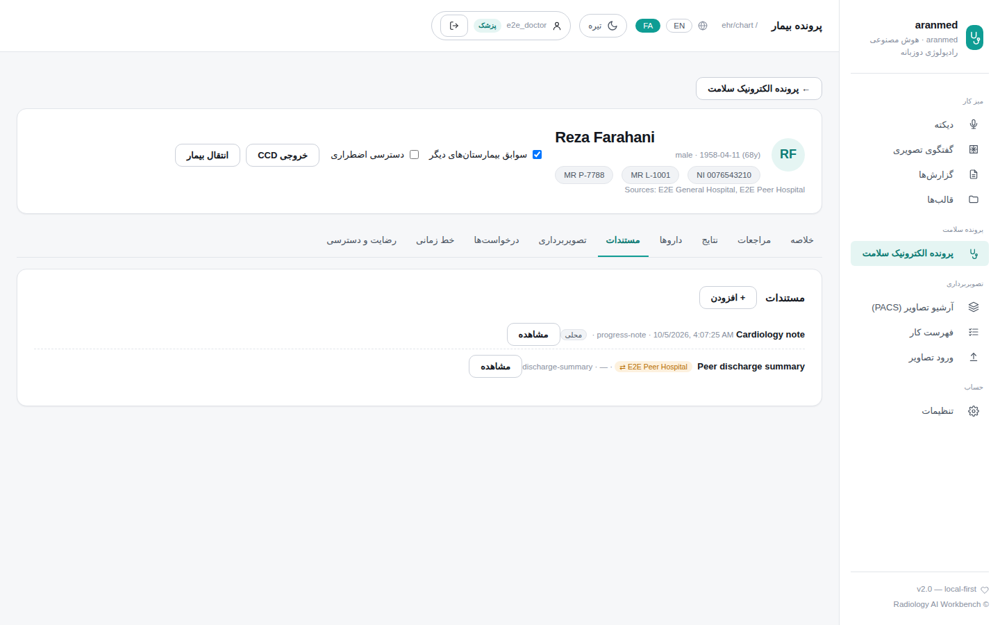 aranmed
aranmed · هوش مصنوعی
رادیولوژی دوزبانه
میز کار
دیکته
گفتگوی تصویری
گزارش‌ها
قالب‌ها
پرونده سلامت
پرونده الکترونیک سلامت
تصویربرداری
آرشیو تصاویر (PACS)
فهرست کار
ورود تصاویر
حساب
تنظیمات
v2.0 — local-first
Radiology AI Workbench ©
پرونده بیمار
ehr/chart /
EN
FA
تیره
e2e_doctor
پزشک
← پرونده الکترونیک سلامت
RF
Reza Farahani
male · 1958-04-11 (68y)
NI 0076543210
MR L-1001
MR P-7788
Sources: E2E General Hospital, E2E Peer Hospital
سوابق بیمارستان‌های دیگر
دسترسی اضطراری
خروجی CCD
انتقال بیمار
خلاصه
مراجعات
نتایج
داروها
مستندات
تصویربرداری
درخواست‌ها
خط زمانی
رضایت و دسترسی
مستندات
+ افزودن
Cardiology note
· progress-note · 10/5/2026, 4:07:25 AM
محلی
مشاهده
Peer discharge summary
⇄ E2E Peer Hospital
discharge-summary · — ·
مشاهده